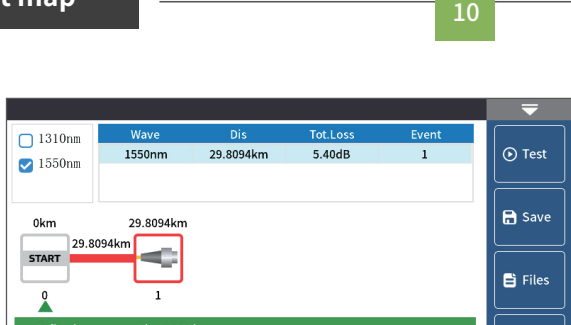 t map
10
1310nm
1550nm
Wave Dis Tot.Loss Event
1550nm 29.8094km 5.40dB 1
Test
Save
Files
0km 29.8094km
29.8094km
START
0 1